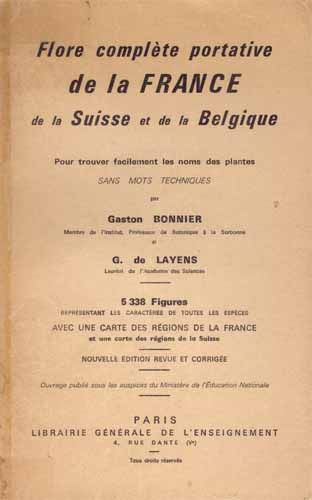 Flore complète portative
de la FRANCE
de la Suisse et de la Belgique
Pour trouver facilement les noms des plantes
SANS MOTS TECHNIQUES
par
Gaston BONNIER
Membre de l'Institut, Professeur de Botanique à la Sorbonne
et
G. de LAYENS
Lauréat de l'Académie des Sciences
5 338 Figures
REPRÉSENTANT LES CARACTÈRES DE TOUTES LES ESPÈCES
AVEC UNE CARTE DES RÉGIONS DE LA FRANCE
et une carte des régions de la Suisse
NOUVELLE ÉDITION REVUE ET CORRIGÉE
Ouvrage publié sous les auspices du Ministère de l'Éducation Nationale
PARIS
LIBRAIRIE GÉNÉRALE DE L'ENSEIGNEMENT
4, RUE DANTE (Vᵉ)
Tous droits réservés